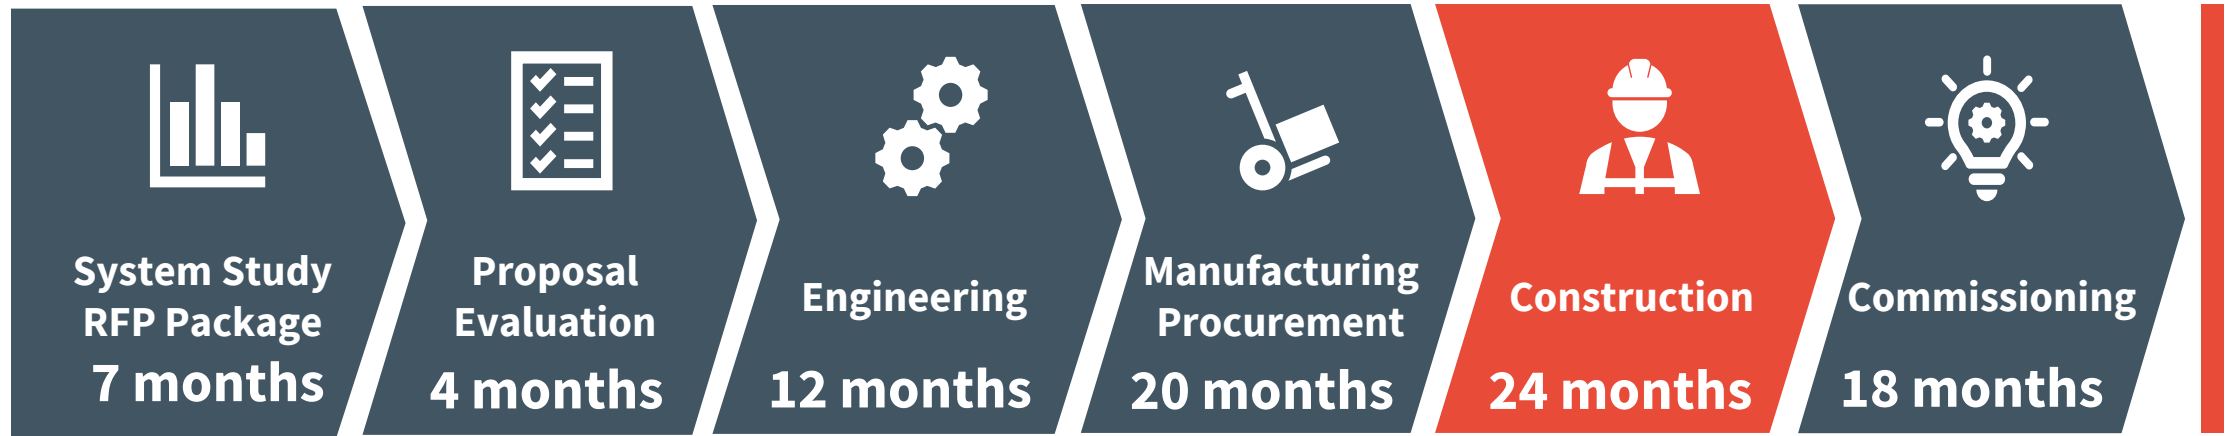 System Study
RFP Package
7 months
Proposal
Evaluation
4 months
Engineering
12 months
Manufacturing
Procurement
20 months
Construction
24 months
Commissioning
18 months